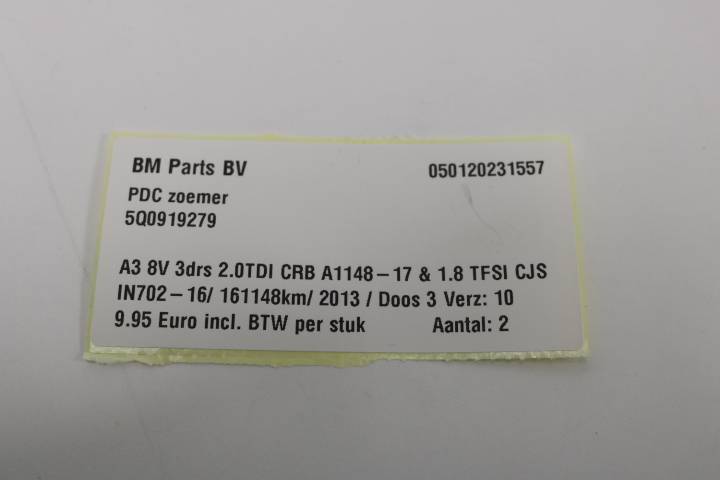 BM Parts BV 050120231557
PDC zoemer
5Q0919279
A3 8V 3drs 2.0TDI CRB A1148-17 & 1.8 TFSI CJS
IN702-16/ 161148km/ 2013 / Doos 3 Verz: 10
9.95 Euro incl. BTW per stuk Aantal: 2